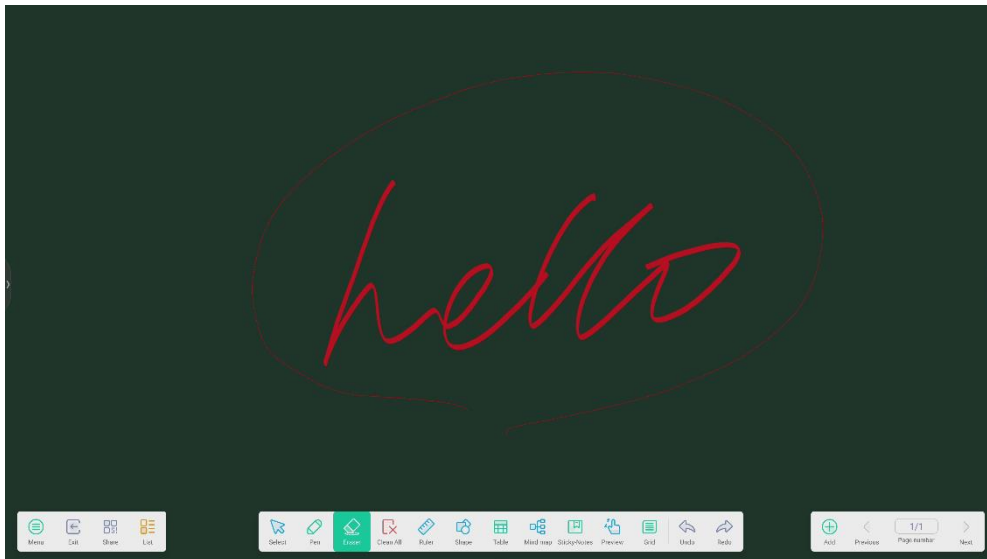 hello
Menu Exit Share List Select Pen Eraser Clean All Ruler Shape Table Mind map Sticky-Notes Preview Grid Undo Redo Add Previous 1/1 Page number Next